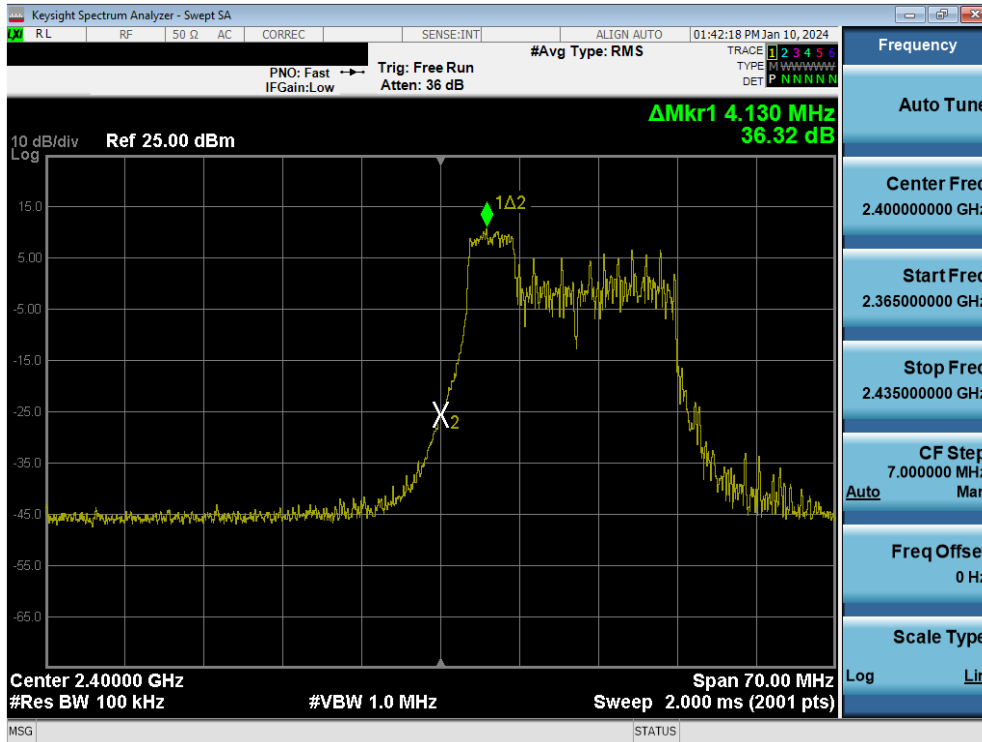 Keysight Spectrum Analyzer - Swept SA
LXI RL RF 50 Ω AC CORREC SENSE:INT ALIGN AUTO 01:42:18 PM Jan 10, 2024
#Avg Type: RMS
TRACE 1 2 3 4 5 6
TYPE M WWWWW
DET P N N N N N
PNO: Fast
IFGain:Low
Trig: Free Run
Atten: 36 dB
ΔMkr1 4.130 MHz
36.32 dB
10 dB/div
Log
Ref 25.00 dBm
15.0
5.00
-5.00
-15.0
-25.0
-35.0
-45.0
-55.0
-65.0
1Δ2
X2
Center 2.40000 GHz
#Res BW 100 kHz
#VBW 1.0 MHz
Span 70.00 MHz
Sweep 2.000 ms (2001 pts)
MSG
STATUS
Frequency
Auto Tune
Center Freq
2.400000000 GHz
Start Freq
2.365000000 GHz
Stop Freq
2.435000000 GHz
CF Step
7.000000 MHz
Auto Man
Freq Offset
0 Hz
Scale Type
Log Lin